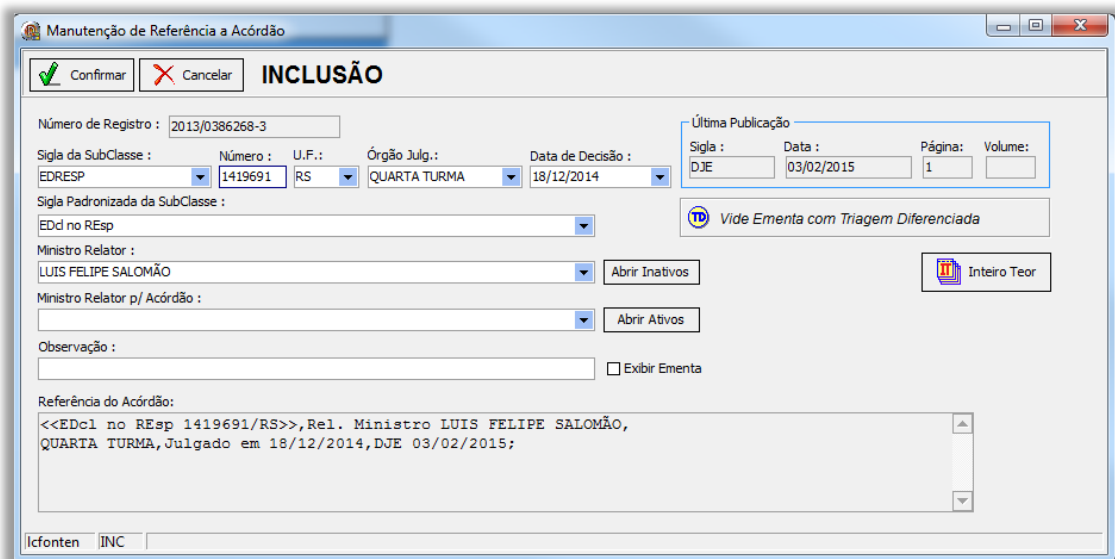 Manutenção de Referência a Acórdão
Confirmar Cancelar INCLUSÃO
Número de Registro : 2013/0386268-3
Última Publicação
Sigla : Data : Página: Volume:
DJE 03/02/2015 1
Sigla da SubClasse : Número : U.F.: Órgão Julg.: Data de Decisão :
EDRESP 1419691 RS QUARTA TURMA 18/12/2014
Sigla Padronizada da SubClasse :
EDcl no REsp
TD Vide Ementa com Triagem Diferenciada
Ministro Relator :
LUIS FELIPE SALOMÃO Abrir Inativos
IT Inteiro Teor
Ministro Relator p/ Acórdão :
Abrir Ativos
Observação :
Exibir Ementa
Referência do Acórdão:
<<EDcl no REsp 1419691/RS>>,Rel. Ministro LUIS FELIPE SALOMÃO,
QUARTA TURMA,Julgado em 18/12/2014,DJE 03/02/2015;
lcfonten INC